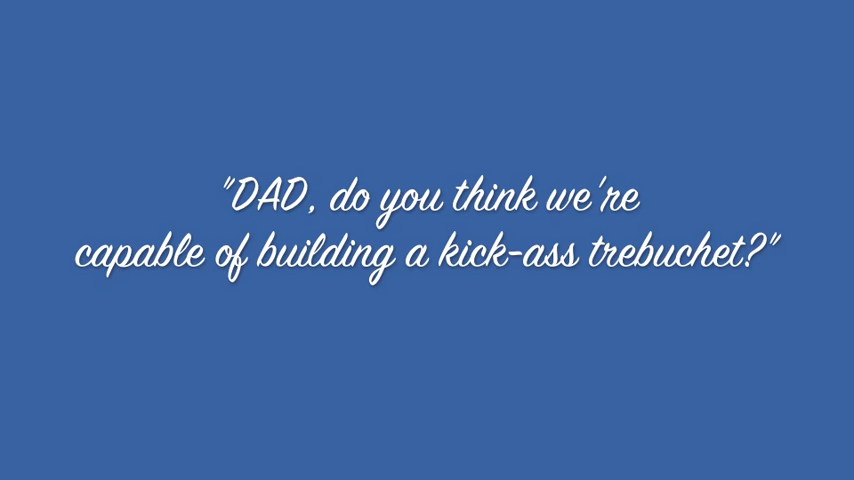 "DAD, do you think we're
capable of building a kick-ass trebuchet?"